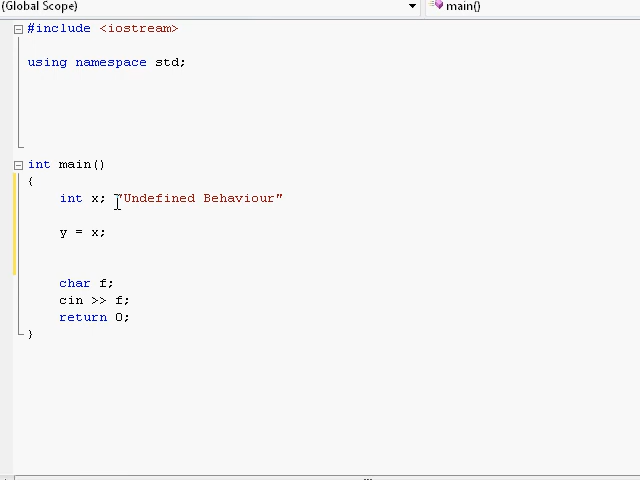 (Global Scope) main()
#include <iostream>
using namespace std;
int main()
{
int x; "Undefined Behaviour"
y = x;
char f;
cin >> f;
return 0;
}